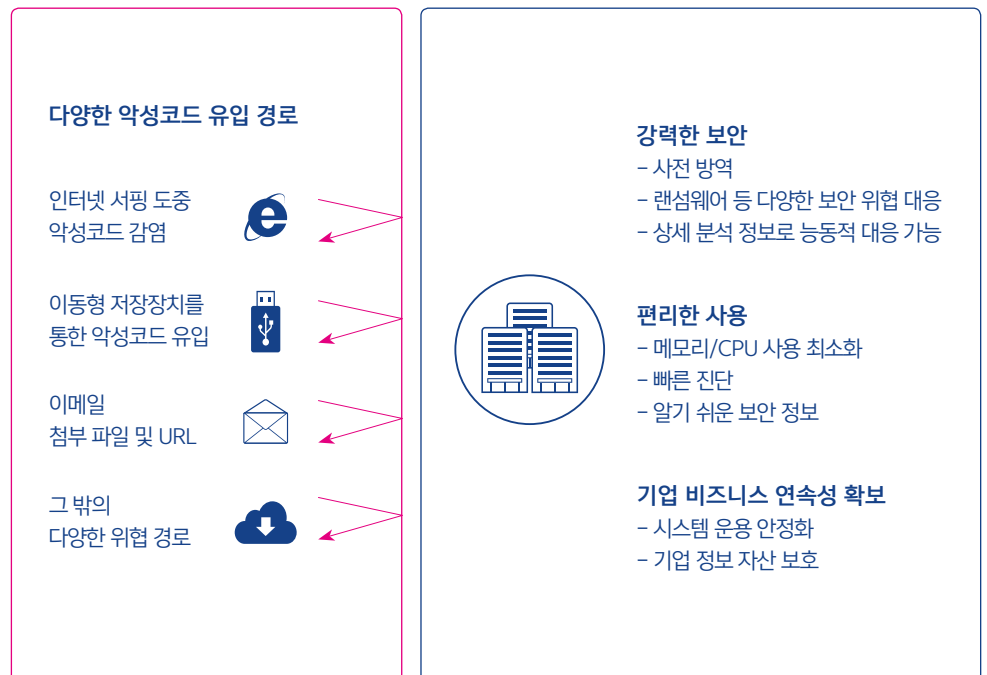 다양한 악성코드 유입 경로
인터넷 서핑 도중
악성코드 감염
이동형 저장장치를
통한 악성코드 유입
이메일
첨부 파일 및 URL
그 밖의
다양한 위협 경로
강력한 보안
- 사전 방역
- 랜섬웨어 등 다양한 보안 위협 대응
- 상세 분석 정보로 능동적 대응 가능
편리한 사용
- 메모리/CPU 사용 최소화
- 빠른 진단
- 알기 쉬운 보안 정보
기업 비즈니스 연속성 확보
- 시스템 운용 안정화
- 기업 정보 자산 보호